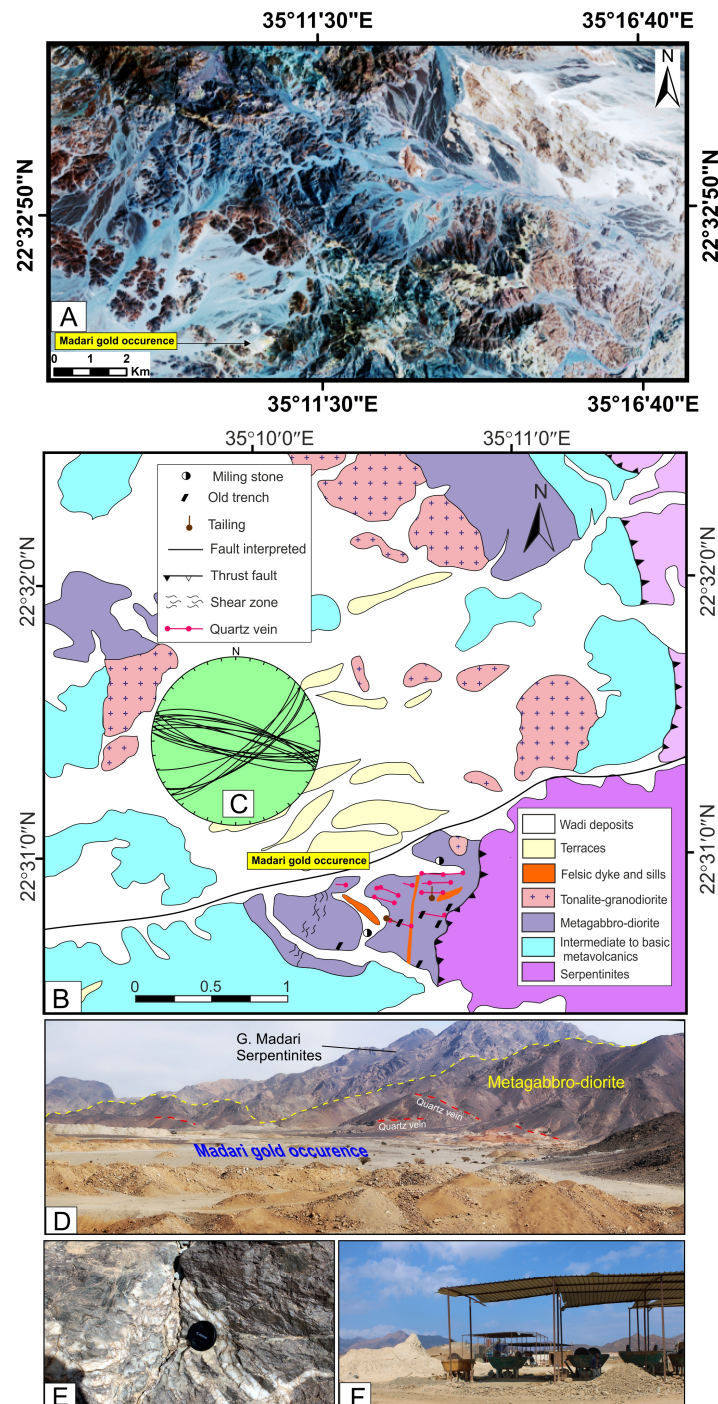 35°11'30"E
35°16'40"E
N
22°32'50"N
22°32'50"N
A
Madari gold occurence
0 1 2
Km
35°11'30"E
35°16'40"E
35°10'0"E
35°11'0"E
Miling stone
Old trench
Tailing
Fault interpreted
Thrust fault
Shear zone
Quartz vein
N
22°32'0"N
22°32'0"N
N
C
22°31'0"N
22°31'0"N
Madari gold occurence
Wadi deposits
Terraces
Felsic dyke and sills
Tonalite-granodiorite
Metagabbro-diorite
Intermediate to basic
metavolcanics
Serpentinites
0 0.5 1
B
G. Madari
Serpentinites
Metagabbro-diorite
Quartz vein
Quartz vein
Madari gold occurence
D
E
F